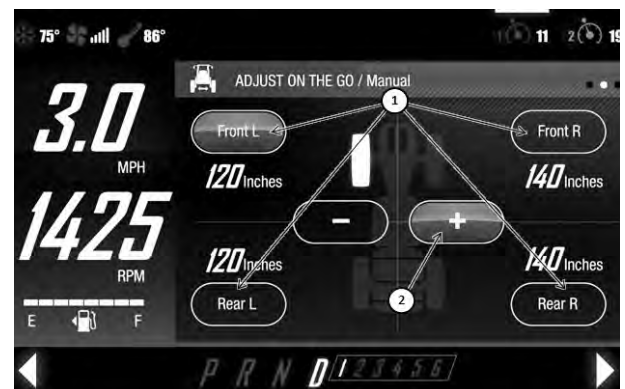 75° 86° 1 11 2 19
ADJUST ON THE GO / Manual
1
3.0
MPH
Front L Front R
120 Inches 140 Inches
- +
1425
RPM
120 Inches 140 Inches
Rear L 2 Rear R
E F
P R N D 1 2 3 4 5 6